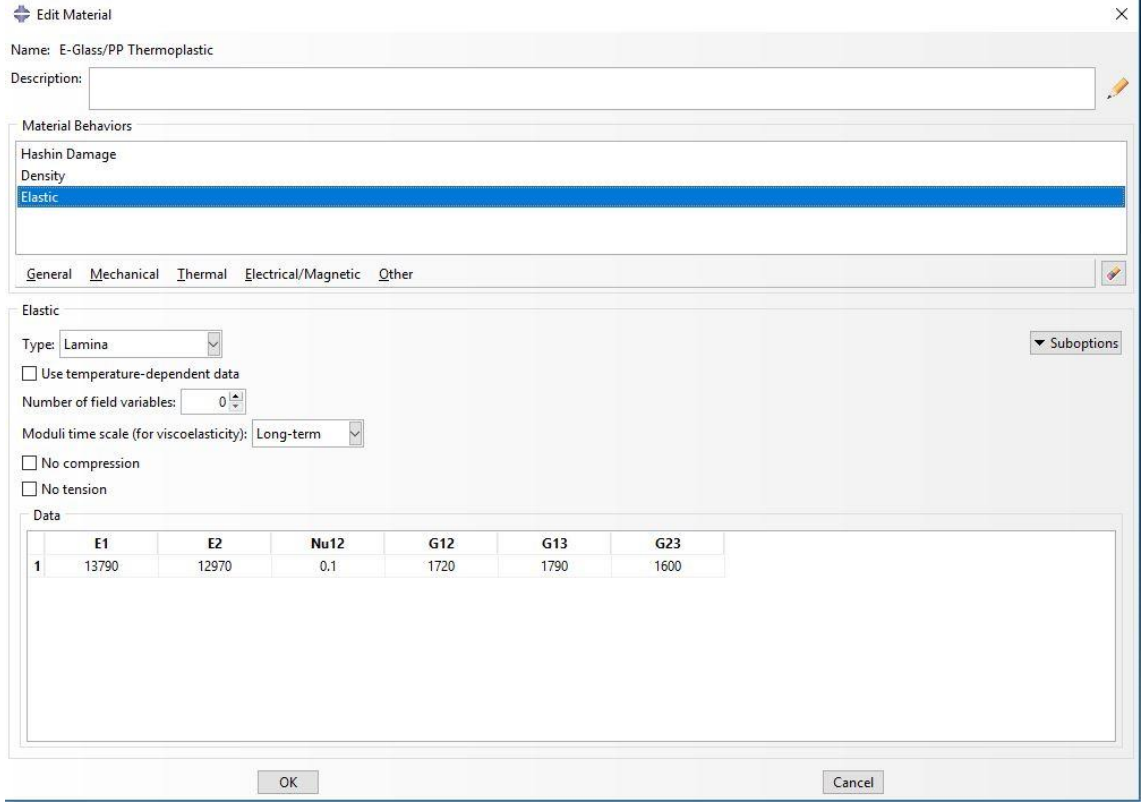 Edit Material
Name: E-Glass/PP Thermoplastic
Description:
Material Behaviors
Hashin Damage
Density
Elastic
General Mechanical Thermal Electrical/Magnetic Other
Elastic
Type: Lamina
Suboptions
Use temperature-dependent data
Number of field variables: 0
Moduli time scale (for viscoelasticity): Long-term
No compression
No tension
Data
E1 E2 Nu12 G12 G13 G23
1 13790 12970 0.1 1720 1790 1600
OK Cancel